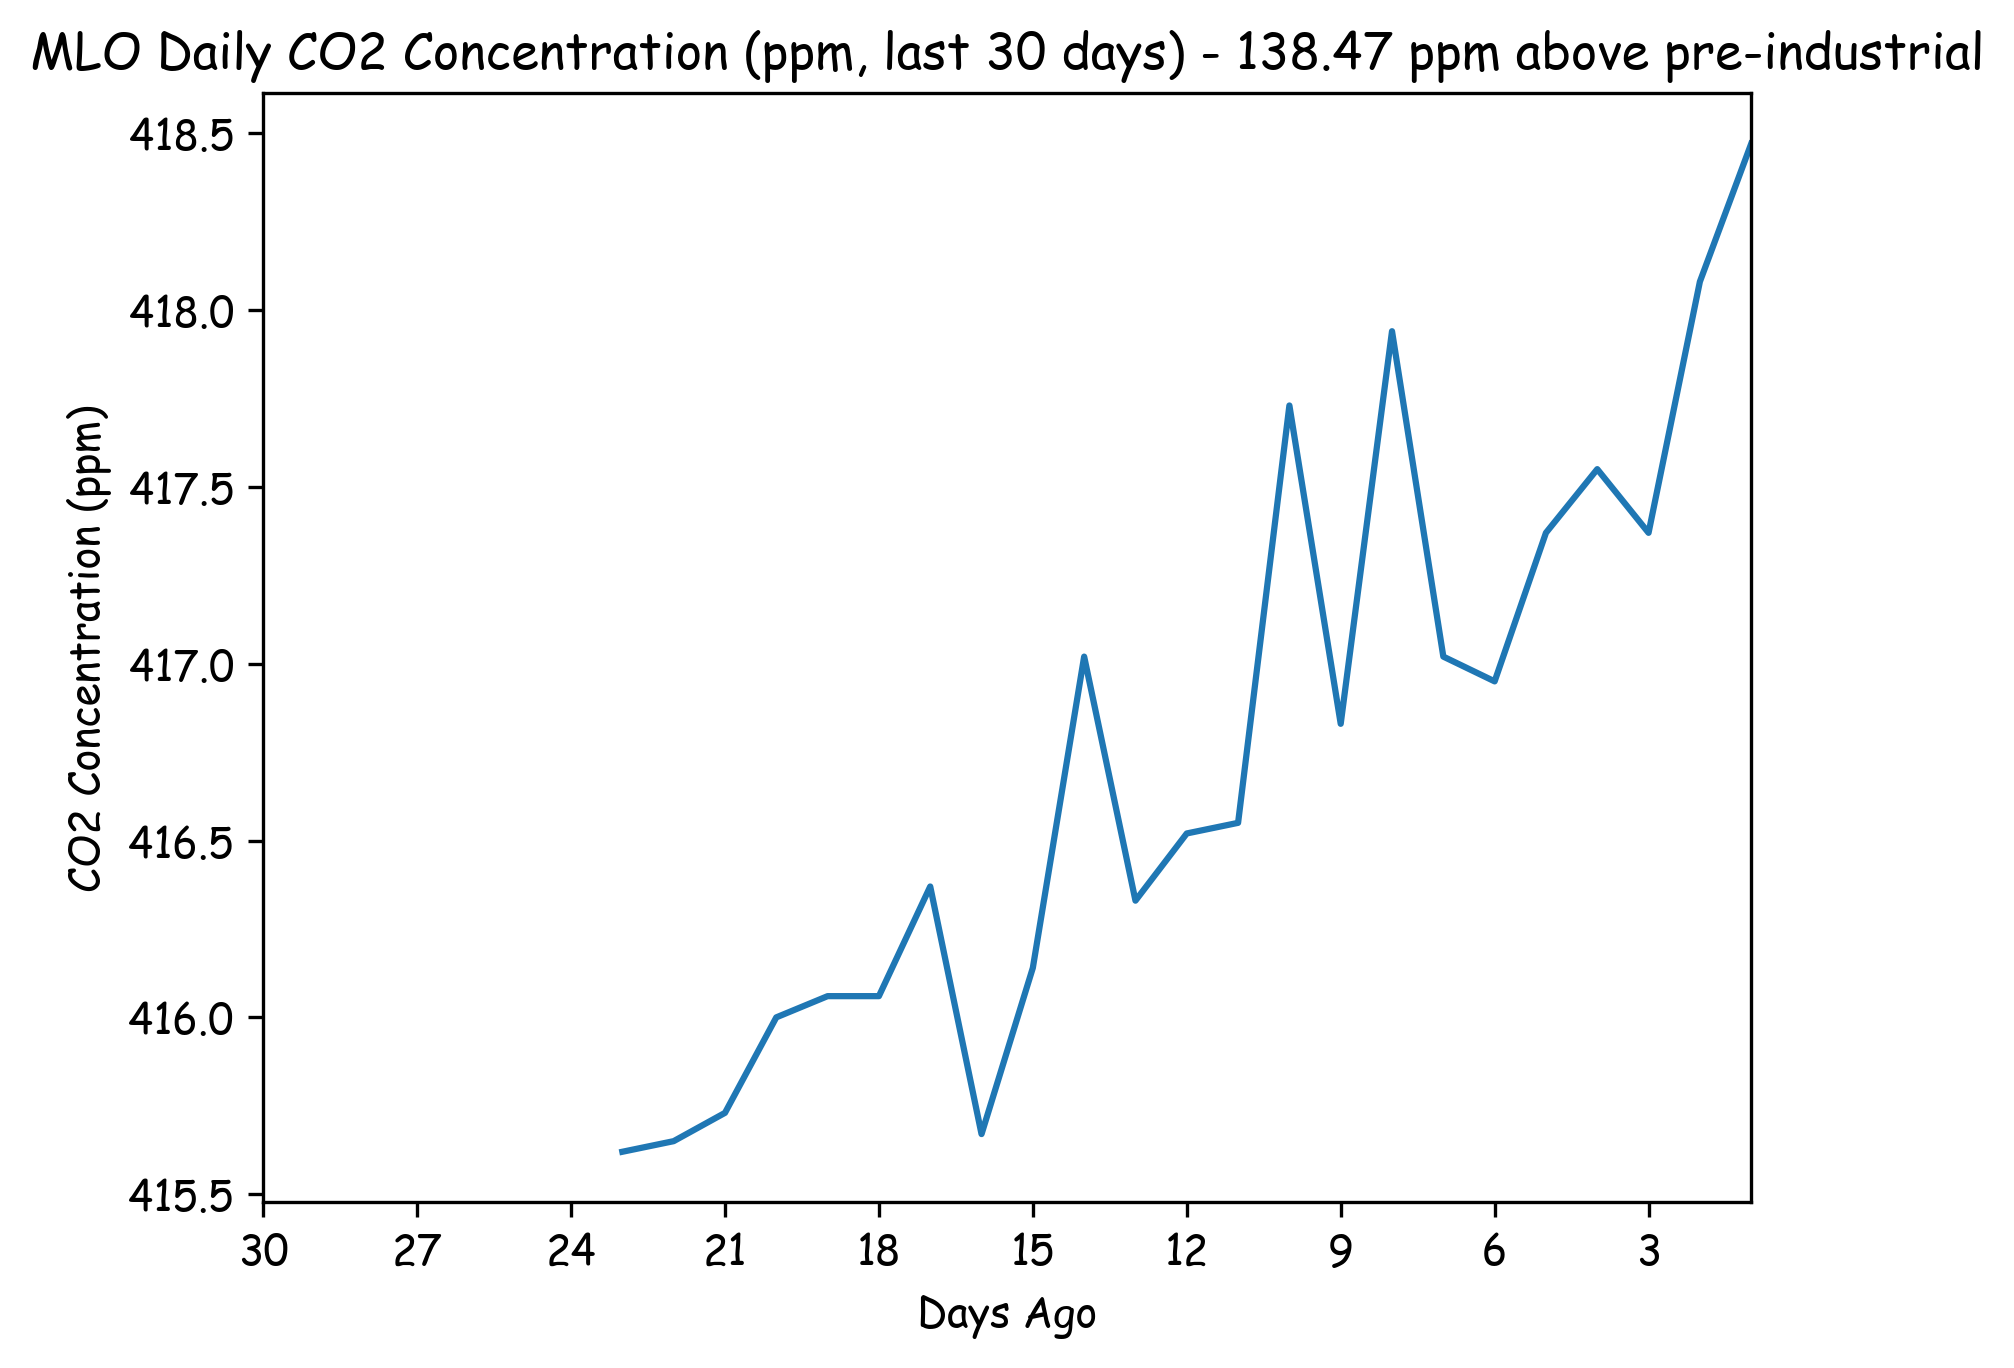 MLO Daily CO2 Concentration (ppm, last 30 days) - 138.47 ppm above pre-industrial
CO2 Concentration (ppm)
418.5
418.0
417.5
417.0
416.5
416.0
415.5
30 27 24 21 18 15 12 9 6 3
Days Ago